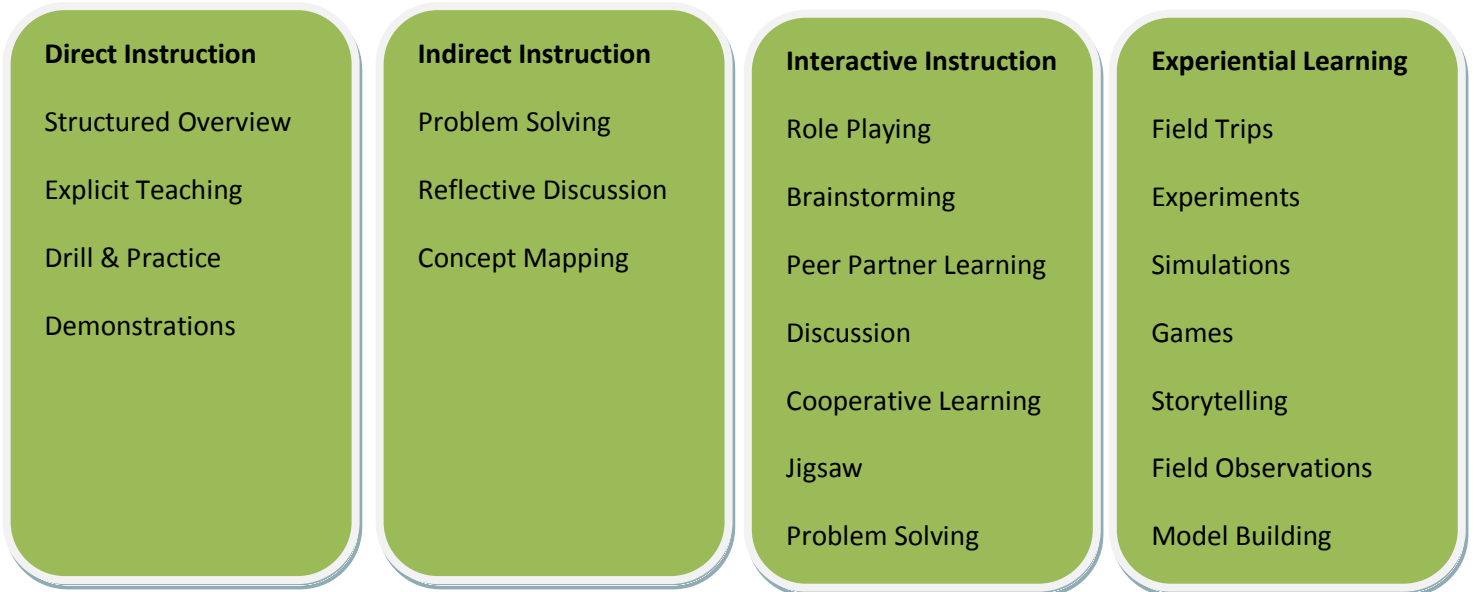 Direct Instruction
Structured Overview
Explicit Teaching
Drill & Practice
Demonstrations
Indirect Instruction
Problem Solving
Reflective Discussion
Concept Mapping
Interactive Instruction
Role Playing
Brainstorming
Peer Partner Learning
Discussion
Cooperative Learning
Jigsaw
Problem Solving
Experiential Learning
Field Trips
Experiments
Simulations
Games
Storytelling
Field Observations
Model Building